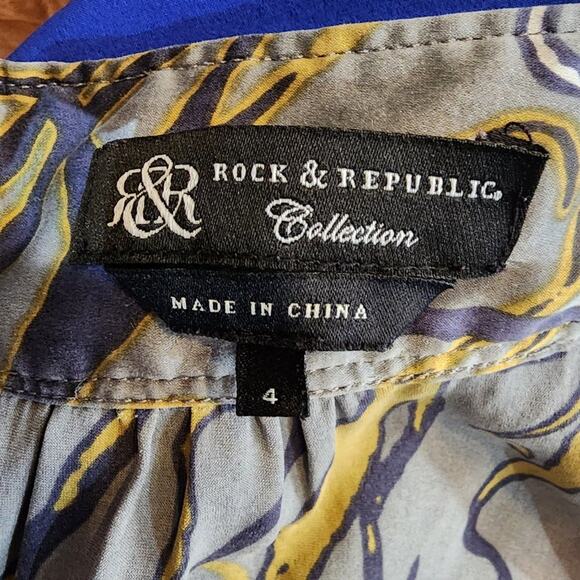 R&R ROCK & REPUBLIC®
Collection
MADE IN CHINA
4